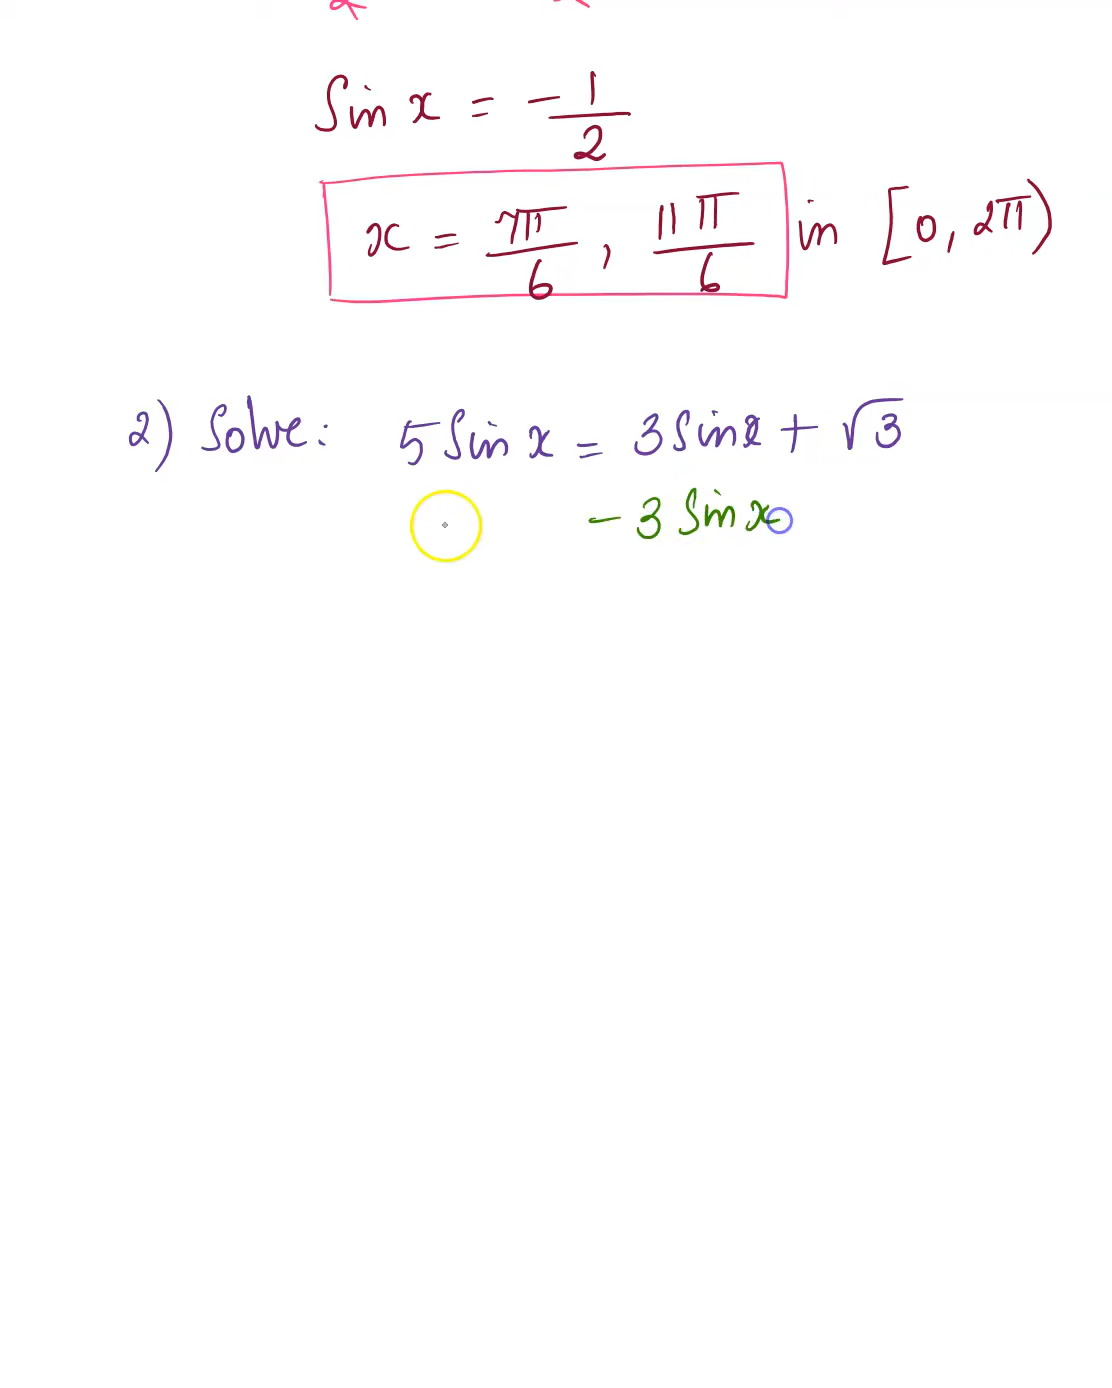 Sin x = -1/2
x = 7π/6 , 11π/6 in [0, 2π)
2) Solve: 5 Sin x = 3 Sin x + √3
- 3 Sin x